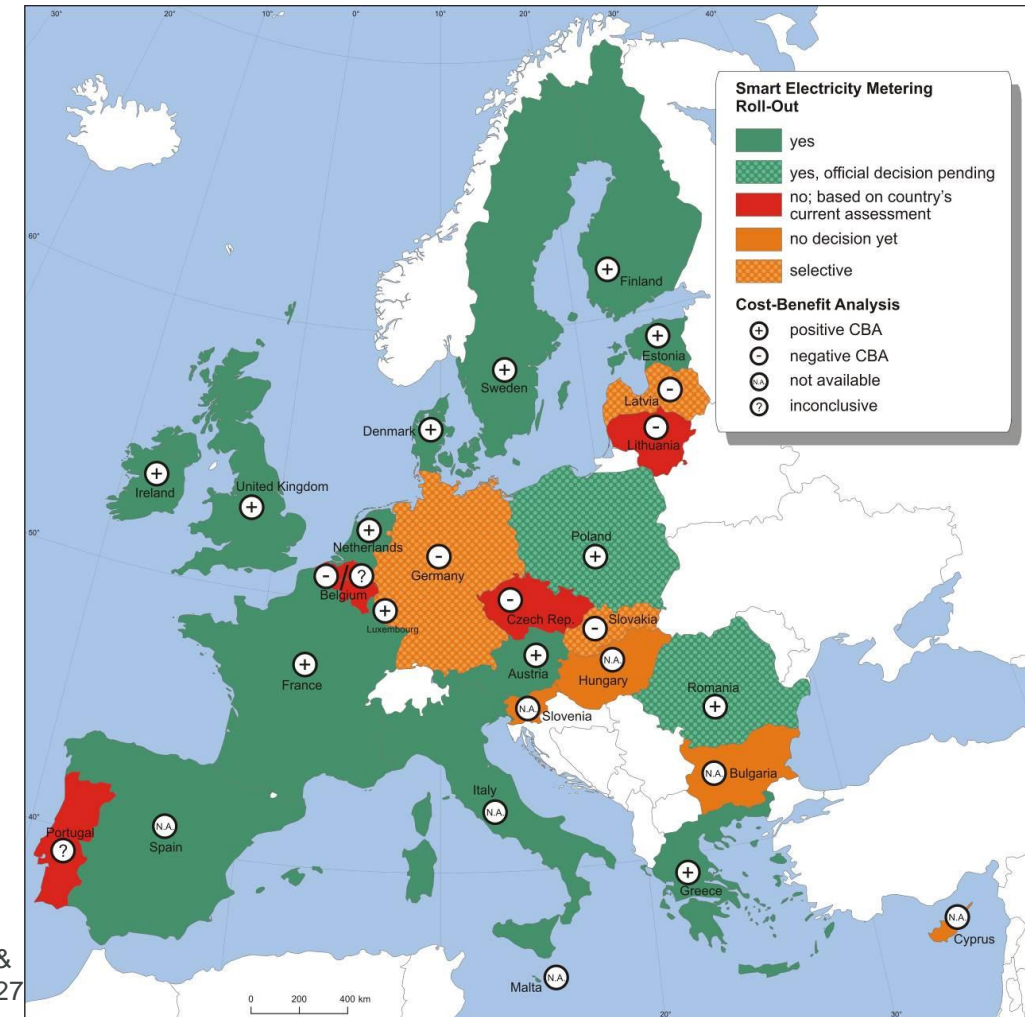 30°
20°
10°
0°
10°
20°
30°
40°
Smart Electricity Metering
Roll-Out
yes
yes, official decision pending
no; based on country's
current assessment
no decision yet
selective
Cost-Benefit Analysis
+ positive CBA
- negative CBA
N.A. not available
? inconclusive
60°
+
Finland
+
Estonia
+
Sweden
-
Latvia
-
Lithuania
Denmark +
+
Ireland
United Kingdom
+
50°
+
Netherlands
-
Germany
Poland
+
- / ?
Belgium
+
Luxembourg
-
Czech Rep.
Slovakia
-
+
Austria
N.A.
Hungary
+
France
Romania
+
N.A. Slovenia
N.A. Bulgaria
Italy
N.A.
40°
Portugal
?
N.A.
Spain
+
Greece
N.A.
Cyprus
&
27
Malta N.A.
0 200 400 km
10°
20°
30°